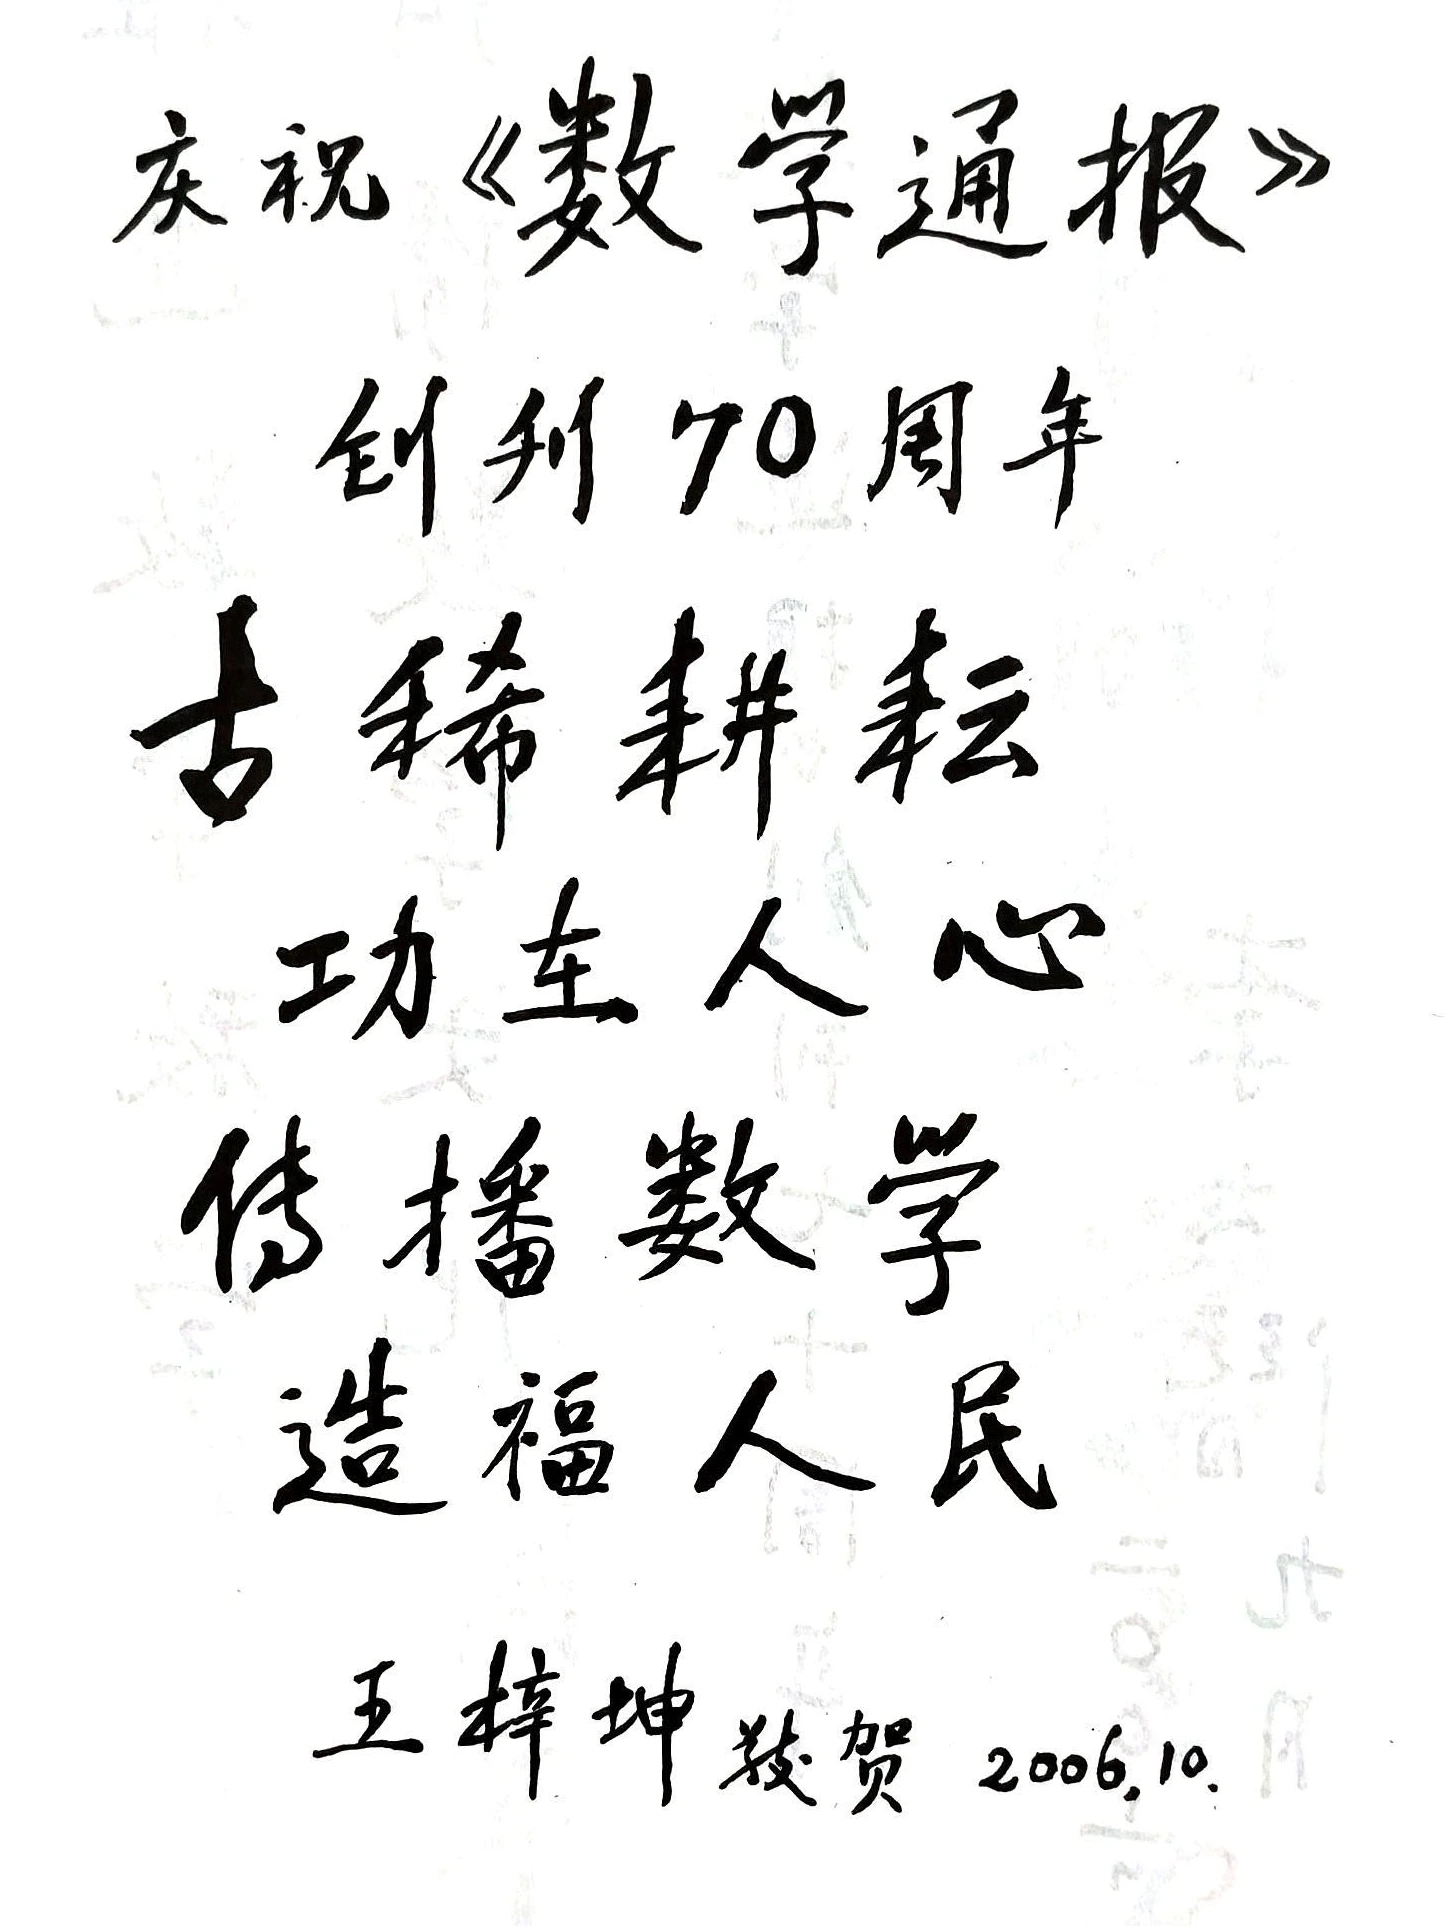 庆祝《数学通报》
创刊70周年
古稀耕耘
功在人心
传播数学
造福人民
王梓坤 敬贺 2006.10.